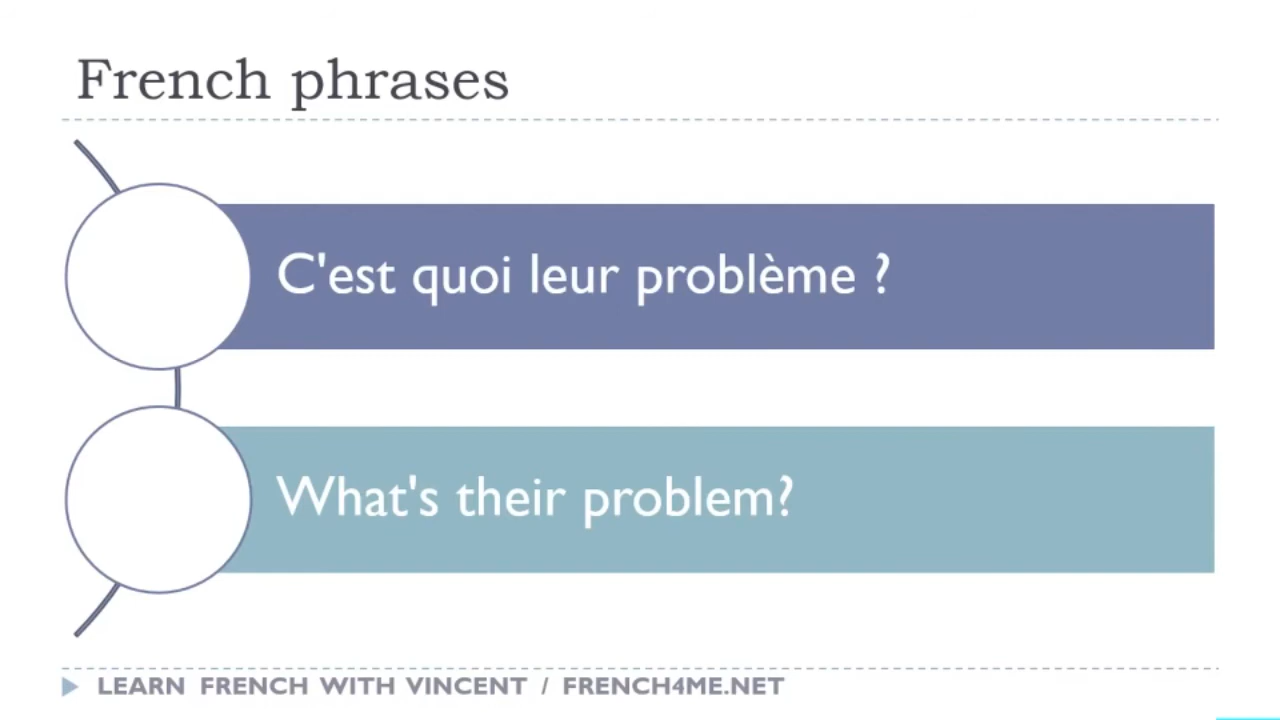 French phrases
C'est quoi leur problème ?
What's their problem?
LEARN FRENCH WITH VINCENT / FRENCH4ME.NET